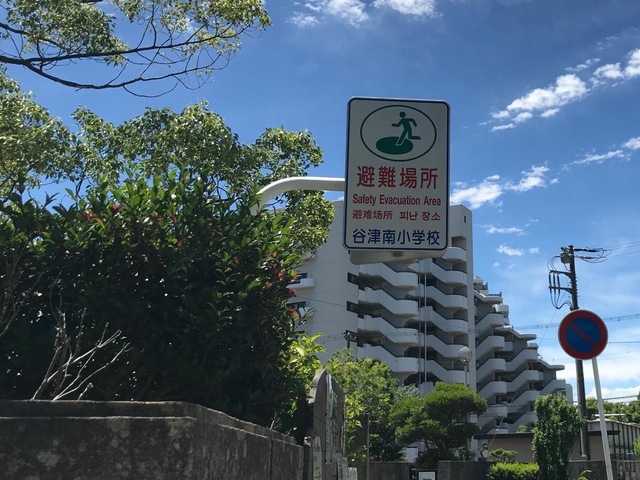 避難場所
Safety Evacuation Area
避难场所 피난 장소
谷津南小学校